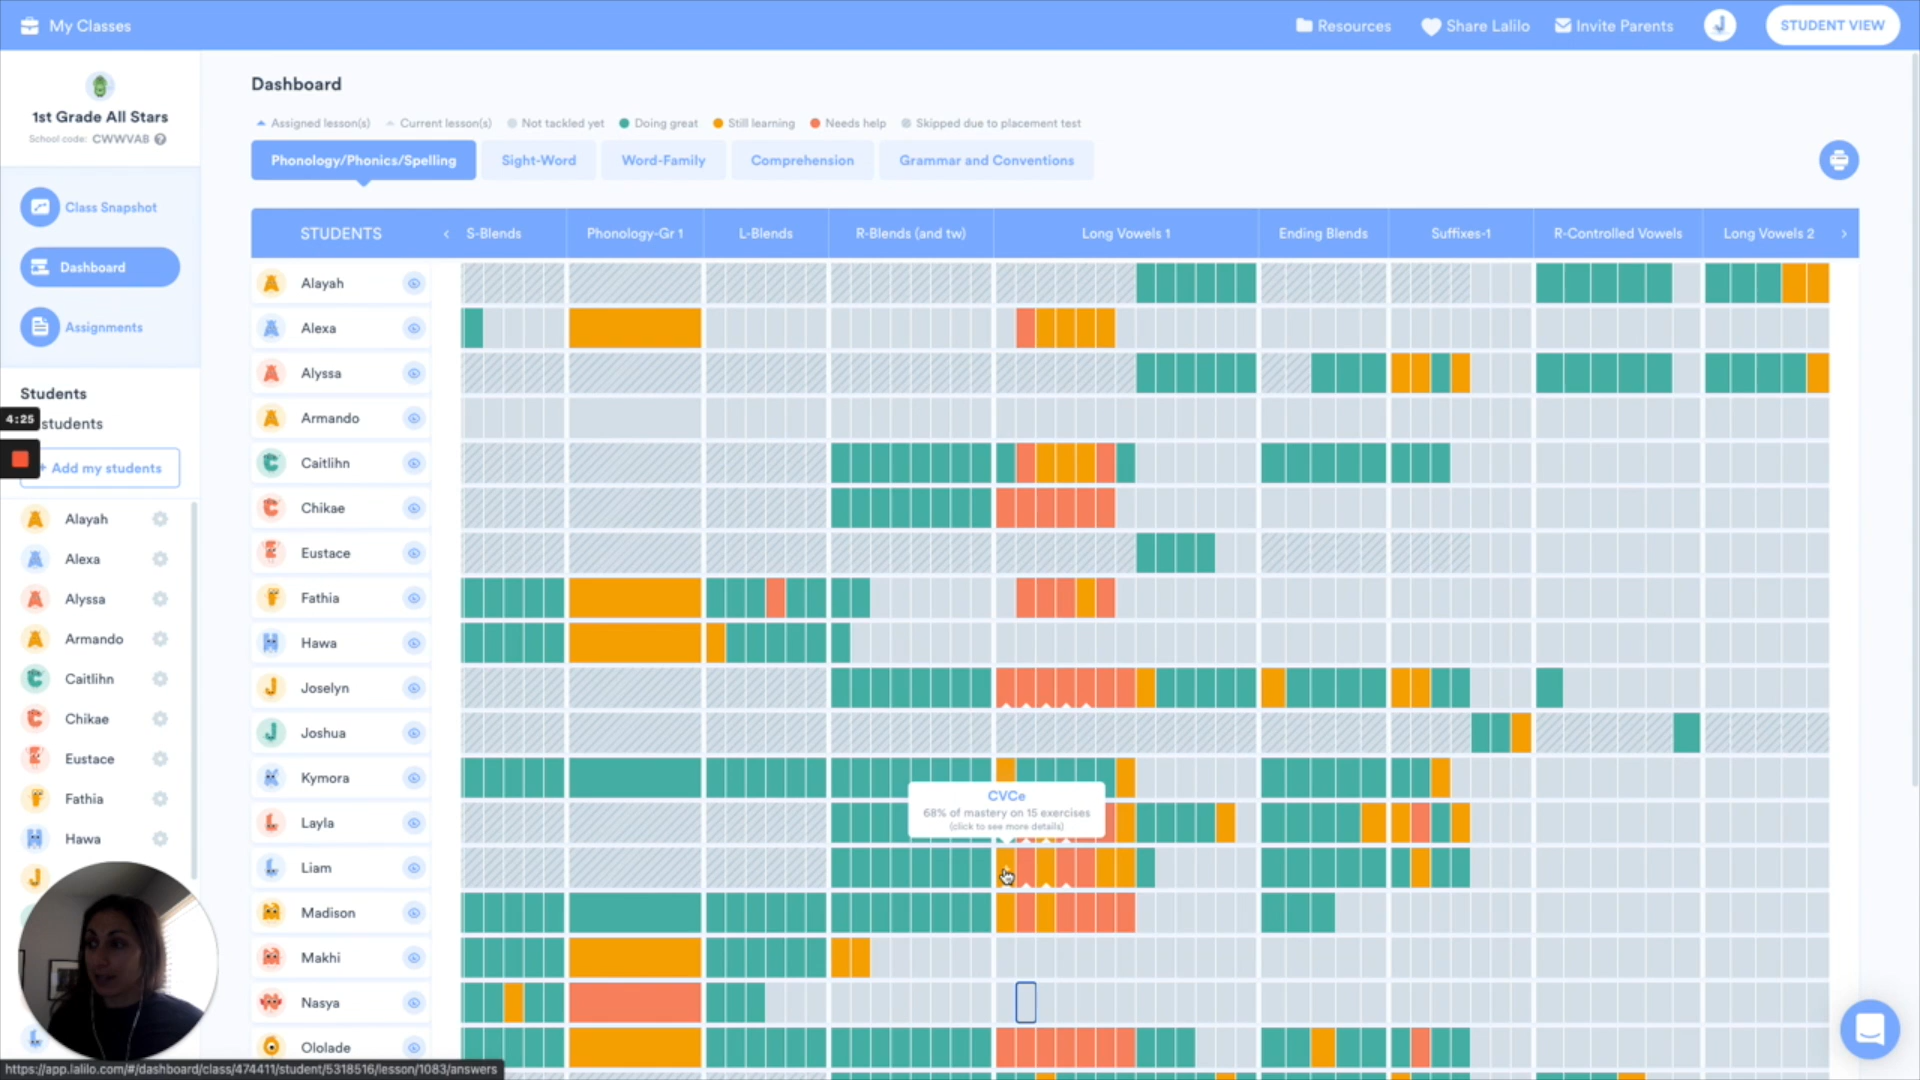 My Classes
Resources
Share Lalilo
Invite Parents
J
STUDENT VIEW
1st Grade All Stars
School code: CWWVAB
Class Snapshot
Dashboard
Assignments
Students
4:25
students
+ Add my students
Alayah
Alexa
Alyssa
Armando
Caitlihn
Chikae
Eustace
Fathia
Hawa
Dashboard
Assigned lesson(s)
Current lesson(s)
Not tackled yet
Doing great
Still learning
Needs help
Skipped due to placement test
Phonology/Phonics/Spelling
Sight-Word
Word-Family
Comprehension
Grammar and Conventions
STUDENTS
S-Blends
Phonology-Gr 1
L-Blends
R-Blends (and tw)
Long Vowels 1
Ending Blends
Suffixes-1
R-Controlled Vowels
Long Vowels 2
Alayah
Alexa
Alyssa
Armando
Caitlihn
Chikae
Eustace
Fathia
Hawa
Joselyn
Joshua
Kymora
CVCe
68% of mastery on 15 exercises
(click to see more details)
Layla
Liam
Madison
Makhi
Nasya
Ololade
https://app.lalilo.com/#/dashboard/class/474411/student/5318516/lesson/1083/answers